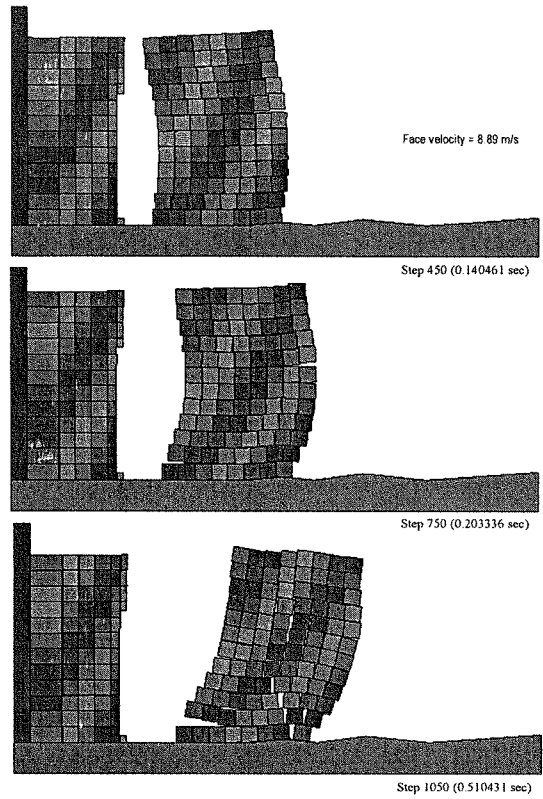 Face velocity = 8.89 m/s
Step 450 (0.140461 sec)
Step 750 (0.203336 sec)
Step 1050 (0.510431 sec)